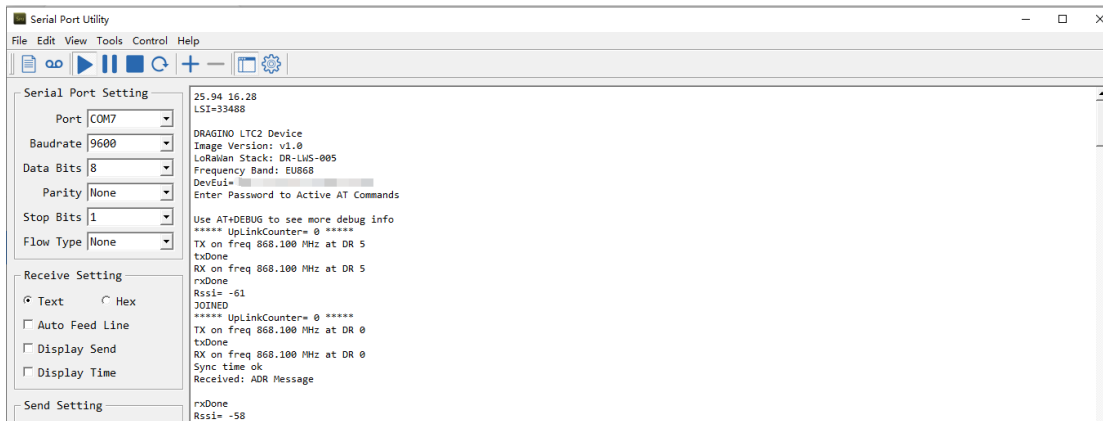 Serial Port Utility
File Edit View Tools Control Help
Serial Port Setting
Port COM7
Baudrate 9600
Data Bits 8
Parity None
Stop Bits 1
Flow Type None
Receive Setting
Text Hex
Auto Feed Line
Display Send
Display Time
Send Setting
25.94 16.28
LSI=33488
DRAGINO LTC2 Device
Image Version: v1.0
LoRaWan Stack: DR-LWS-005
Frequency Band: EU868
DevEui=
Enter Password to Active AT Commands
Use AT+DEBUG to see more debug info
***** UpLinkCounter= 0 *****
TX on freq 868.100 MHz at DR 5
txDone
RX on freq 868.100 MHz at DR 5
rxDone
Rssi= -61
JOINED
***** UpLinkCounter= 0 *****
TX on freq 868.100 MHz at DR 0
txDone
RX on freq 868.100 MHz at DR 0
Sync time ok
Received: ADR Message
rxDone
Rssi= -58